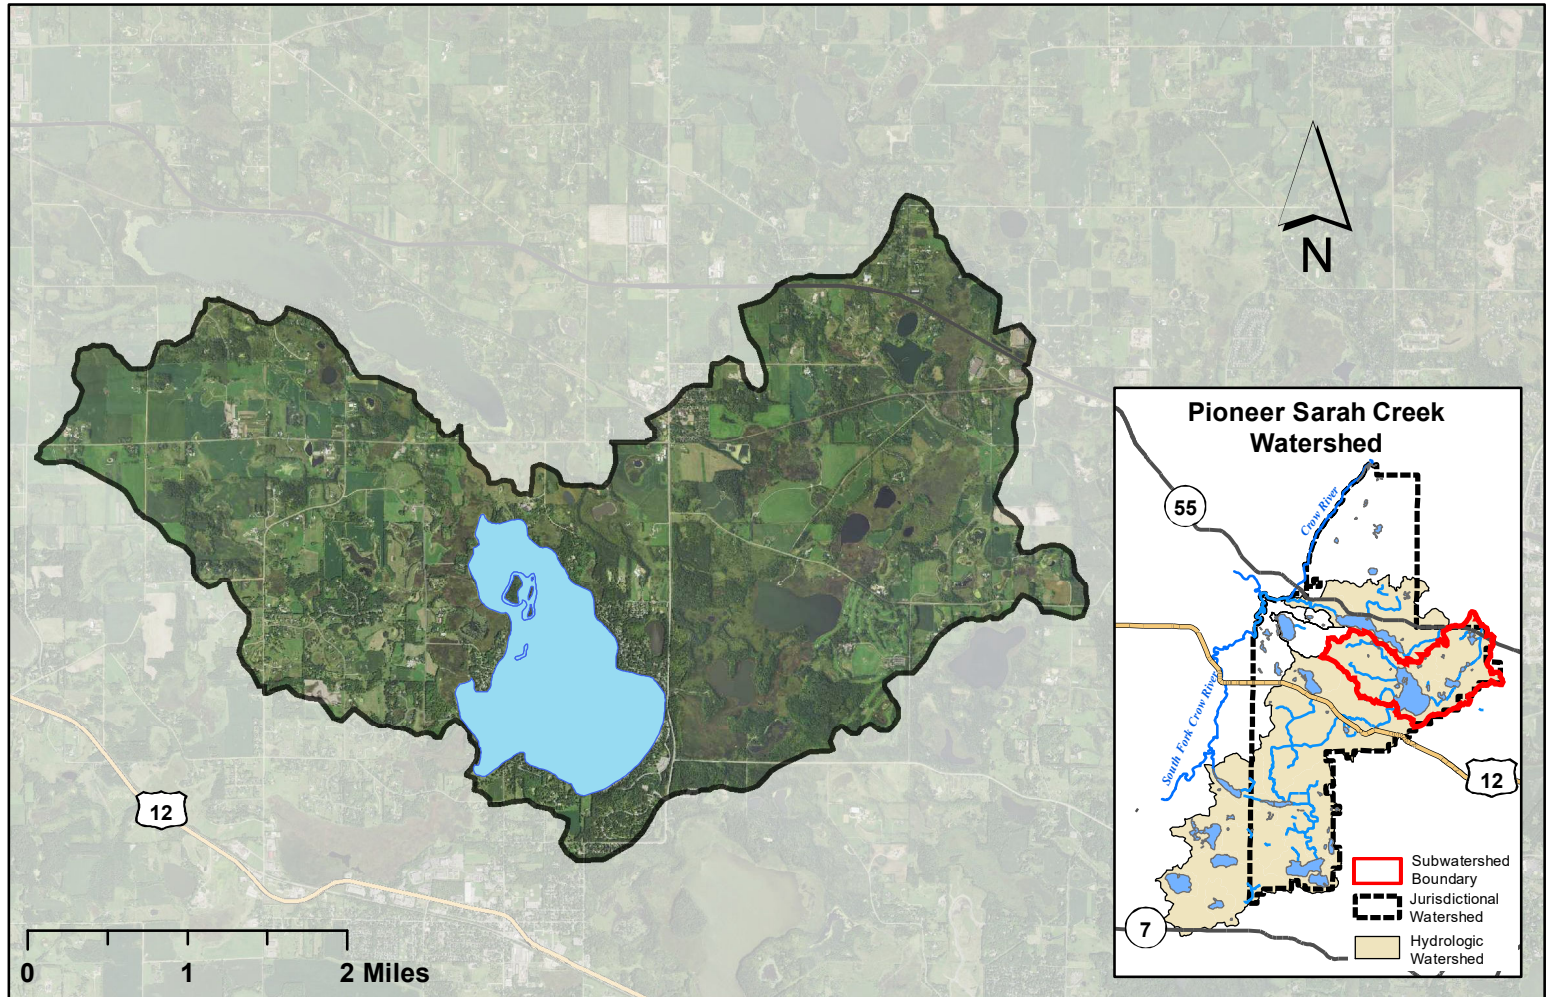 N
12
0 1 2 Miles
Pioneer Sarah Creek
Watershed
55
Crow River
South Fork Crow River
12
7
Subwatershed
Boundary
Jurisdictional
Watershed
Hydrologic
Watershed